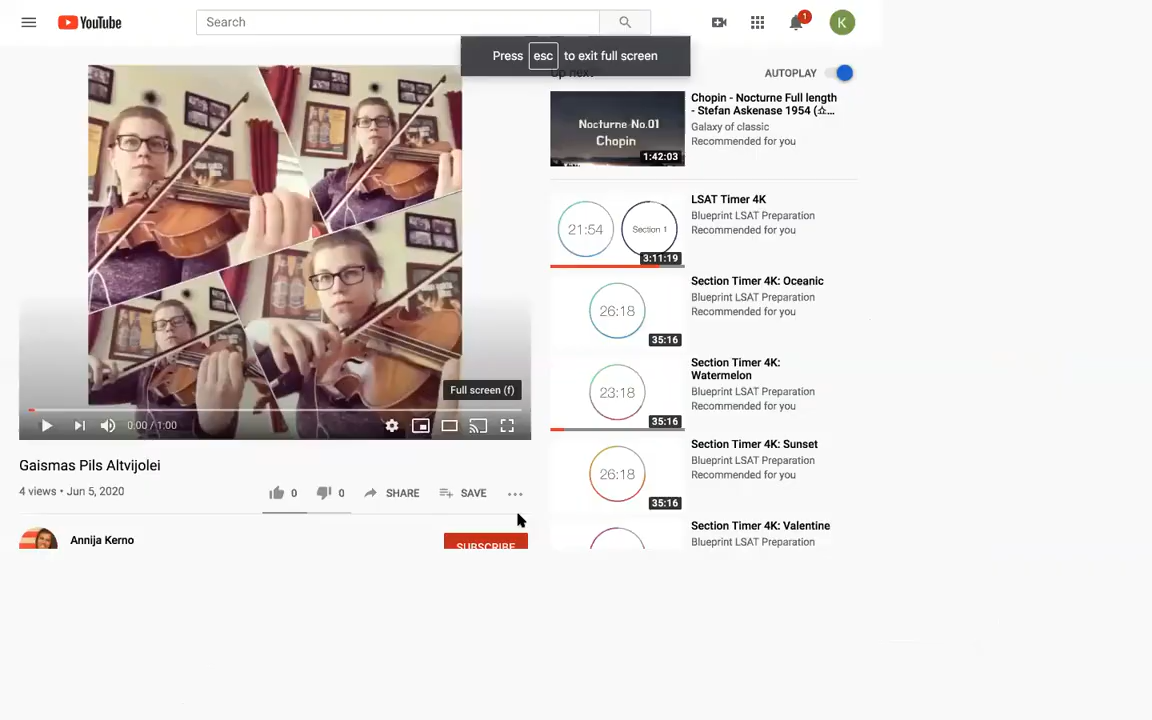 YouTube
Search
1
K
Press esc to exit full screen
Up next
AUTOPLAY
Nocturne No.01
Chopin
1:42:03
Chopin - Nocturne Full length
- Stefan Askenase 1954 (☆...
Galaxy of classic
Recommended for you
21:54
Section 1
3:11:19
LSAT Timer 4K
Blueprint LSAT Preparation
Recommended for you
26:18
35:16
Section Timer 4K: Oceanic
Blueprint LSAT Preparation
Recommended for you
23:18
35:16
Section Timer 4K:
Watermelon
Blueprint LSAT Preparation
Recommended for you
26:18
35:16
Section Timer 4K: Sunset
Blueprint LSAT Preparation
Recommended for you
Section Timer 4K: Valentine
Blueprint LSAT Preparation
Full screen (f)
0:00 / 1:00
Gaismas Pils Altvijolei
4 views • Jun 5, 2020
0
0
SHARE
SAVE
Annija Kerno
SUBSCRIBE